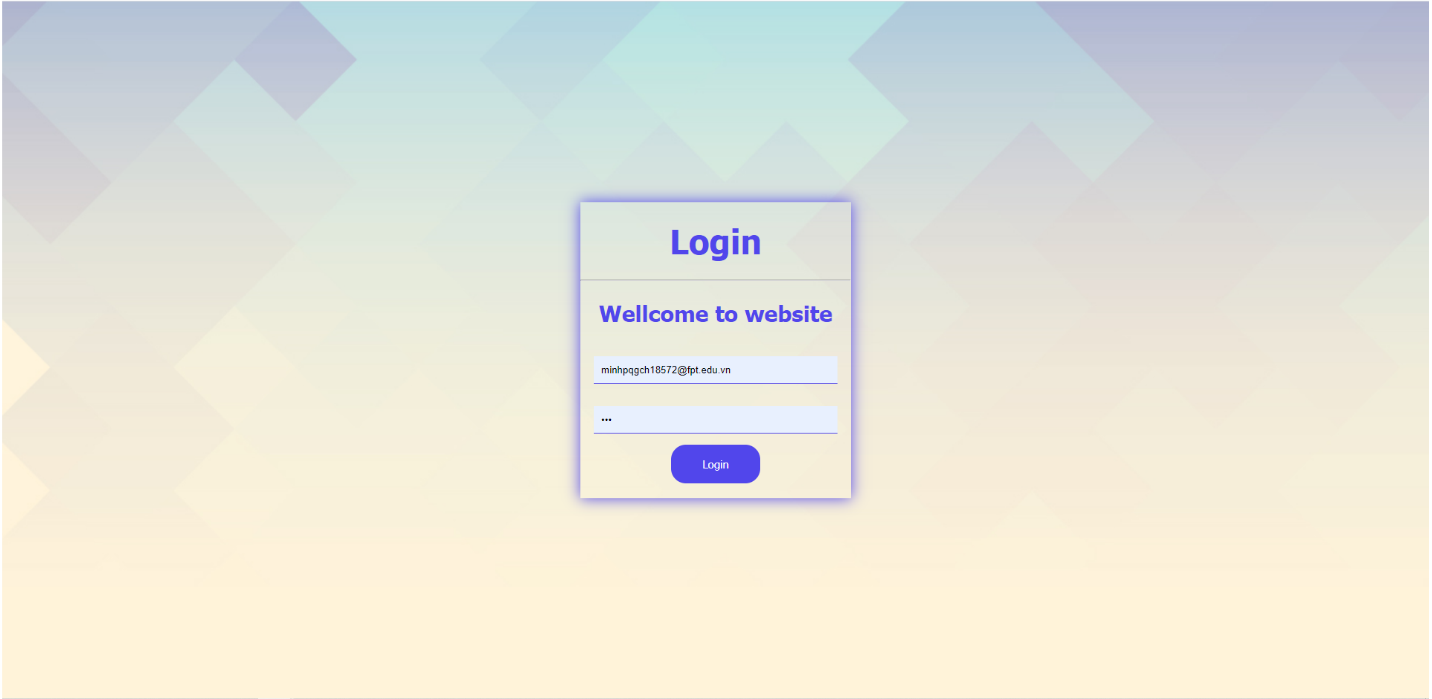 Login
Wellcome to website
minhpqgch18572@fpt.edu.vn
•••
Login